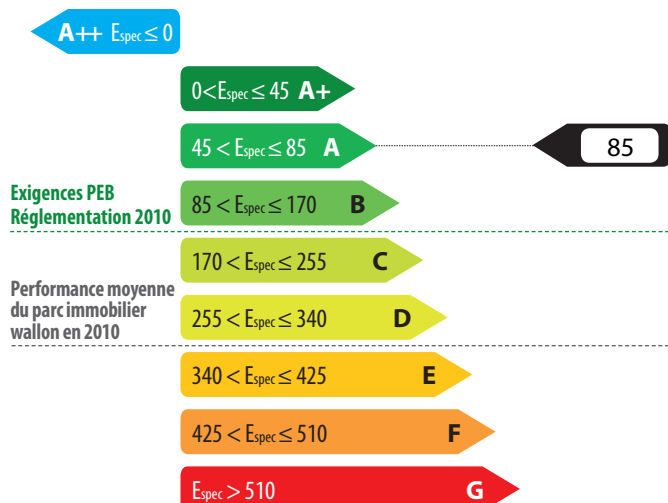 A++ Espec ≤ 0
0<Espec ≤ 45 A+
45 < Espec ≤ 85 A
85
Exigences PEB
Réglementation 2010
85 < Espec ≤ 170 B
170 < Espec ≤ 255 C
Performance moyenne
du parc immobilier
wallon en 2010
255 < Espec ≤ 340 D
340 < Espec ≤ 425 E
425 < Espec ≤ 510 F
Espec > 510 G